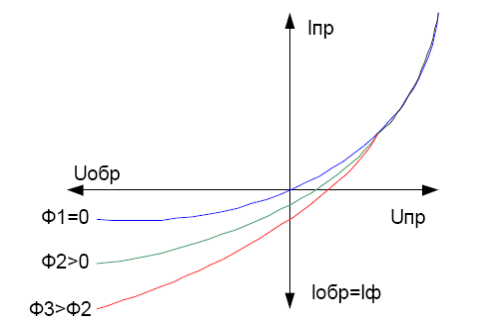 Iпр
Uобр
Ф1=0
Uпр
Ф2>0
Iобр=Iф
Ф3>Ф2